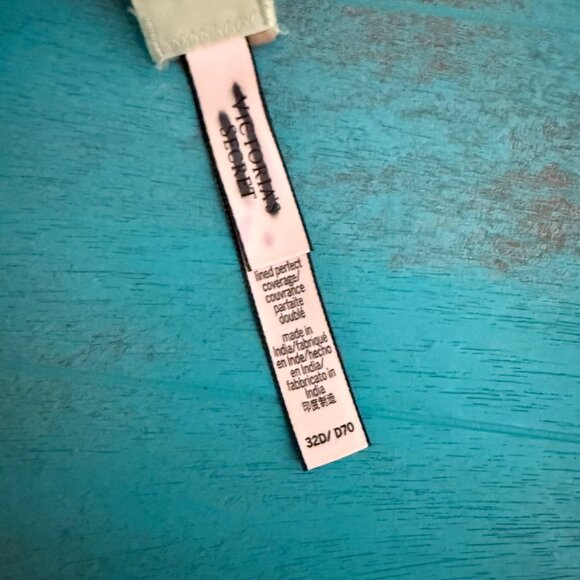 VICTORIA'S
SECRET
lined perfect
coverage/
couvrance
parfaite
doublé
made in
India/fabriqué
en Inde/hecho
en India/
fabbricato in
India
印度制造
32D/ D70